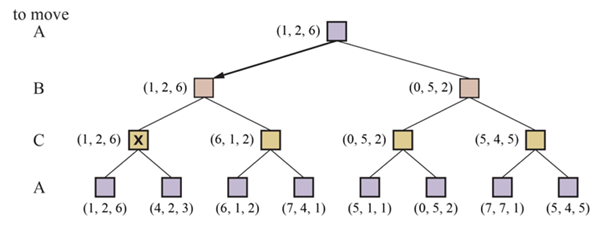 to move
A (1, 2, 6)
B (1, 2, 6) (0, 5, 2)
C (1, 2, 6) X (6, 1, 2) (0, 5, 2) (5, 4, 5)
A
(1, 2, 6) (4, 2, 3) (6, 1, 2) (7, 4, 1) (5, 1, 1) (0, 5, 2) (7, 7, 1) (5, 4, 5)